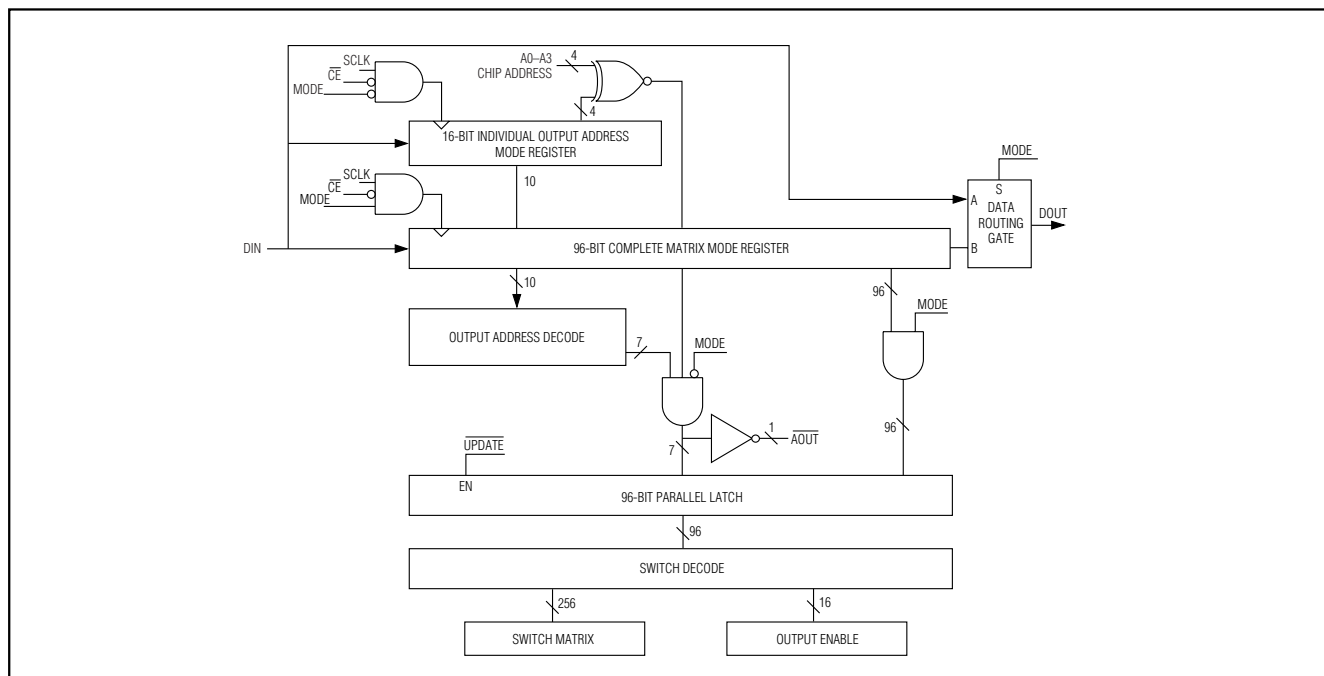 SCLK
CE
MODE
A0–A3
CHIP ADDRESS
4
4
16-BIT INDIVIDUAL OUTPUT ADDRESS
MODE REGISTER
SCLK
CE
MODE
10
MODE
S
A
DATA
ROUTING
GATE
B
DOUT
DIN
96-BIT COMPLETE MATRIX MODE REGISTER
10
96
MODE
OUTPUT ADDRESS DECODE
7
MODE
UPDATE
7
1
AOUT
96
EN
96-BIT PARALLEL LATCH
96
SWITCH DECODE
256
16
SWITCH MATRIX
OUTPUT ENABLE